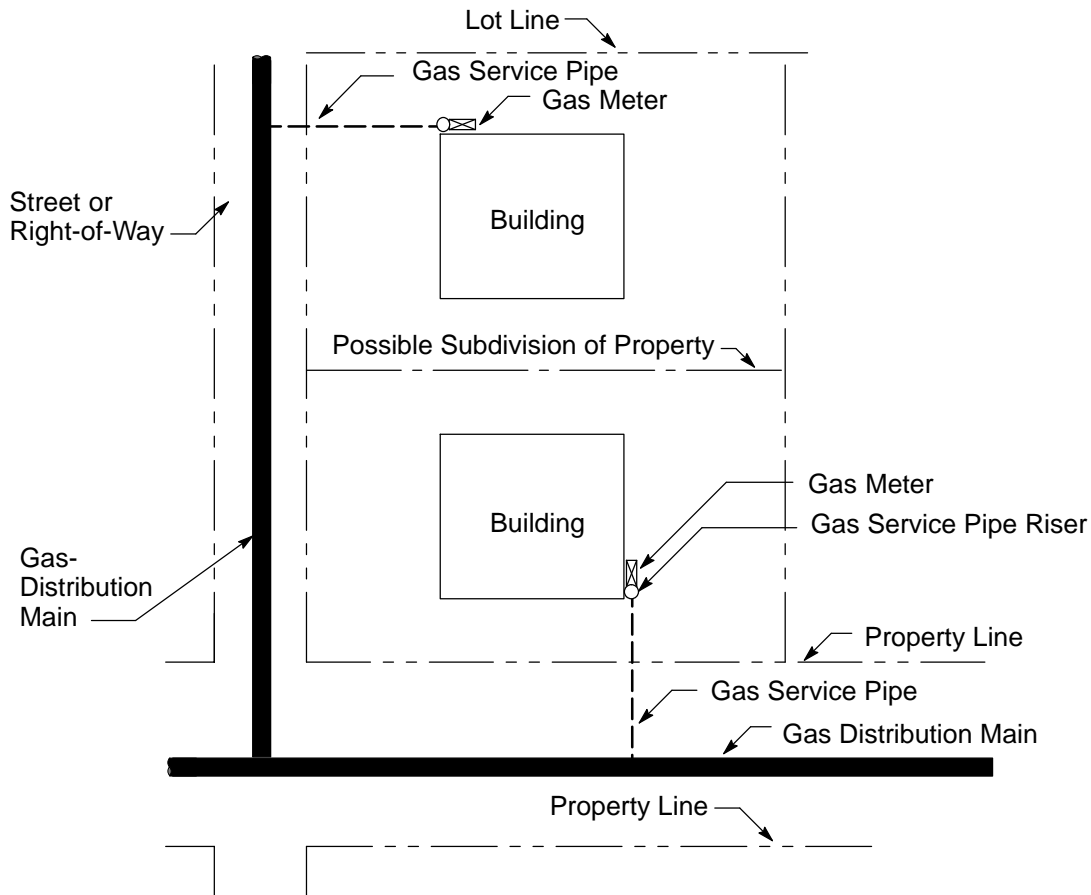 Lot Line
Gas Service Pipe
Gas Meter
Street or
Right-of-Way
Building
Possible Subdivision of Property
Gas Meter
Building
Gas Service Pipe Riser
Gas-
Distribution
Main
Property Line
Gas Service Pipe
Gas Distribution Main
Property Line